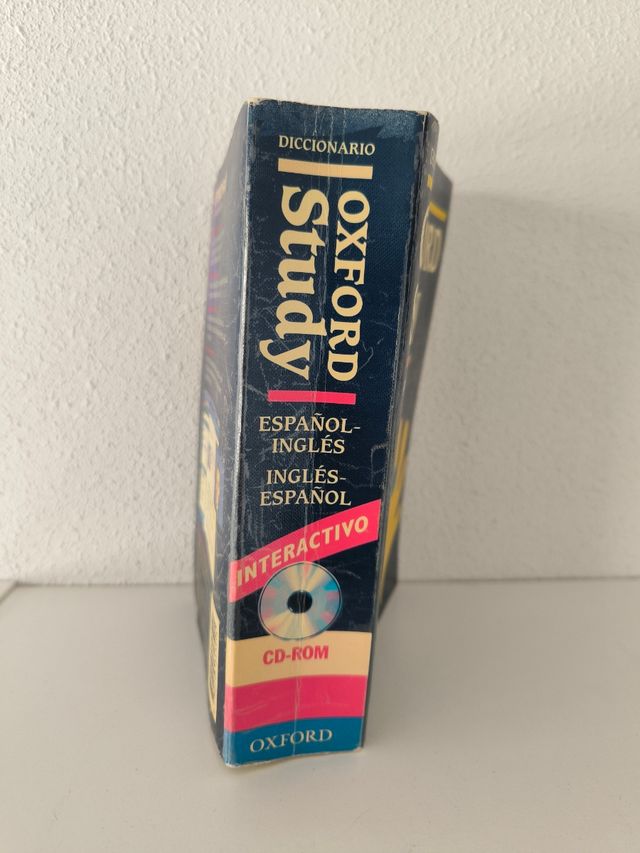 DICCIONARIO
OXFORD
Study
ESPAÑOL-
INGLÉS
INGLÉS-
ESPAÑOL
INTERACTIVO
CD-ROM
OXFORD